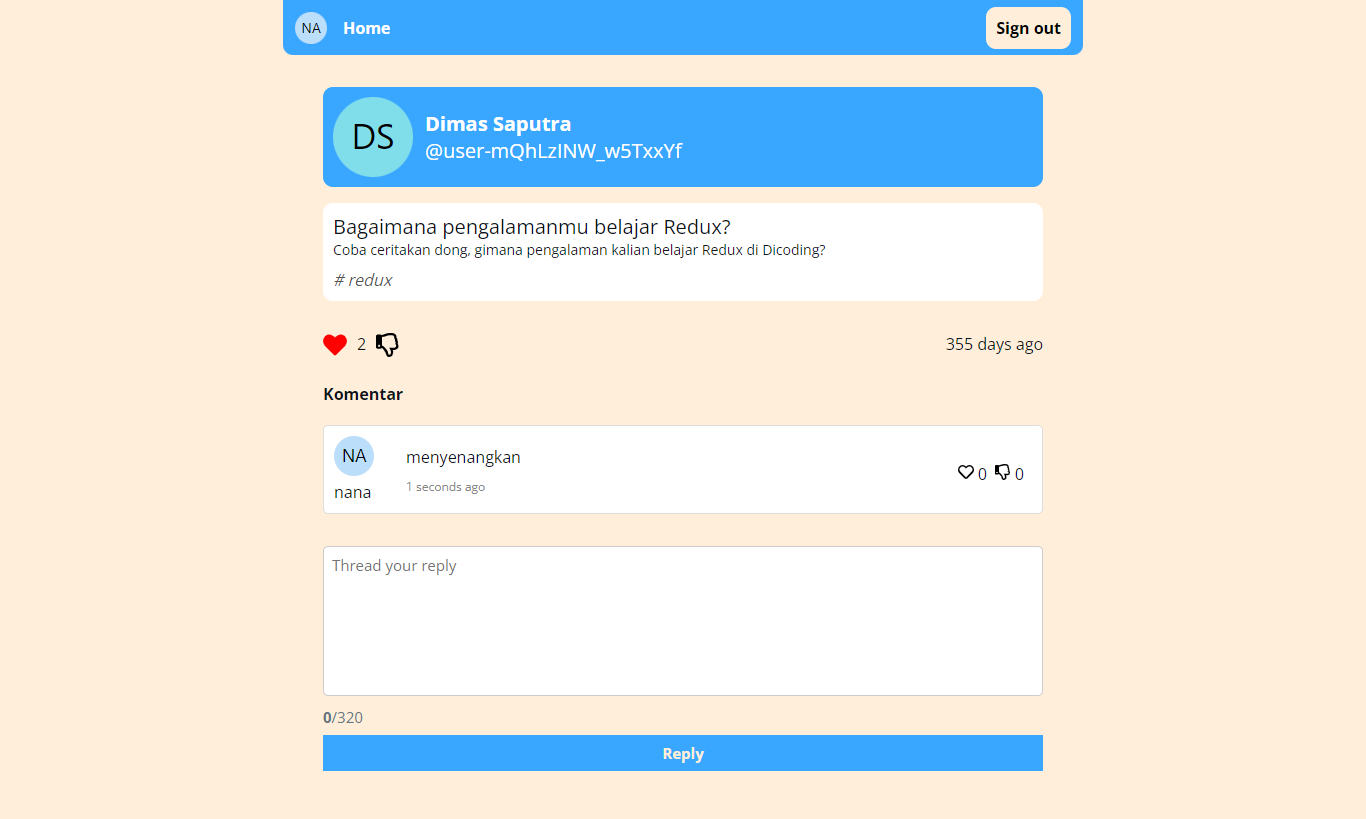 NA Home Sign out
DS
Dimas Saputra
@user-mQhLzINW_w5TxxYf
Bagaimana pengalamanmu belajar Redux?
Coba ceritakan dong, gimana pengalaman kalian belajar Redux di Dicoding?
# redux
2 355 days ago
Komentar
NA
nana
menyenangkan
1 seconds ago
0 0
Thread your reply
0/320
Reply